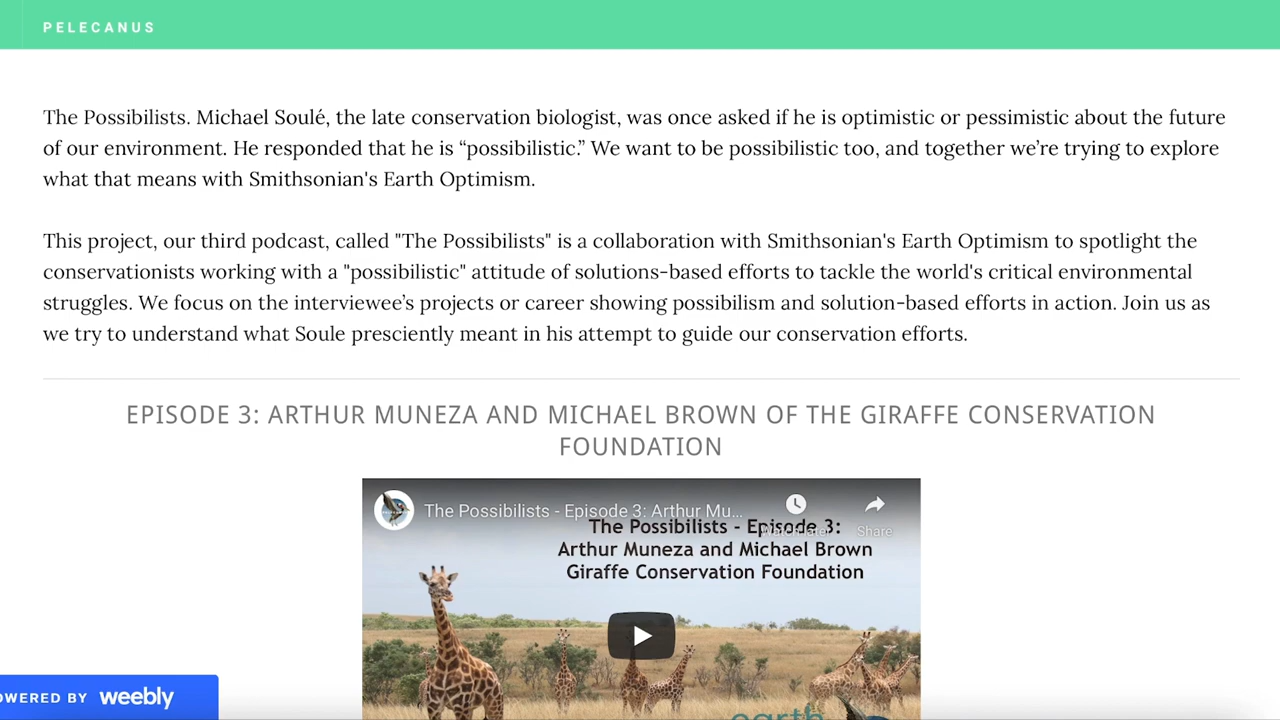 PELECANUS
The Possibilists. Michael Soulé, the late conservation biologist, was once asked if he is optimistic or pessimistic about the future
of our environment. He responded that he is “possibilistic.” We want to be possibilistic too, and together we’re trying to explore
what that means with Smithsonian's Earth Optimism.
This project, our third podcast, called "The Possibilists" is a collaboration with Smithsonian's Earth Optimism to spotlight the
conservationists working with a "possibilistic" attitude of solutions-based efforts to tackle the world's critical environmental
struggles. We focus on the interviewee’s projects or career showing possibilism and solution-based efforts in action. Join us as
we try to understand what Soule presciently meant in his attempt to guide our conservation efforts.
EPISODE 3: ARTHUR MUNEZA AND MICHAEL BROWN OF THE GIRAFFE CONSERVATION
FOUNDATION
The Possibilists - Episode 3: Arthur Mu...
The Possibilists - Episode 3:
Watch later
Share
Arthur Muneza and Michael Brown
Giraffe Conservation Foundation
OWERED BY weebly
earth